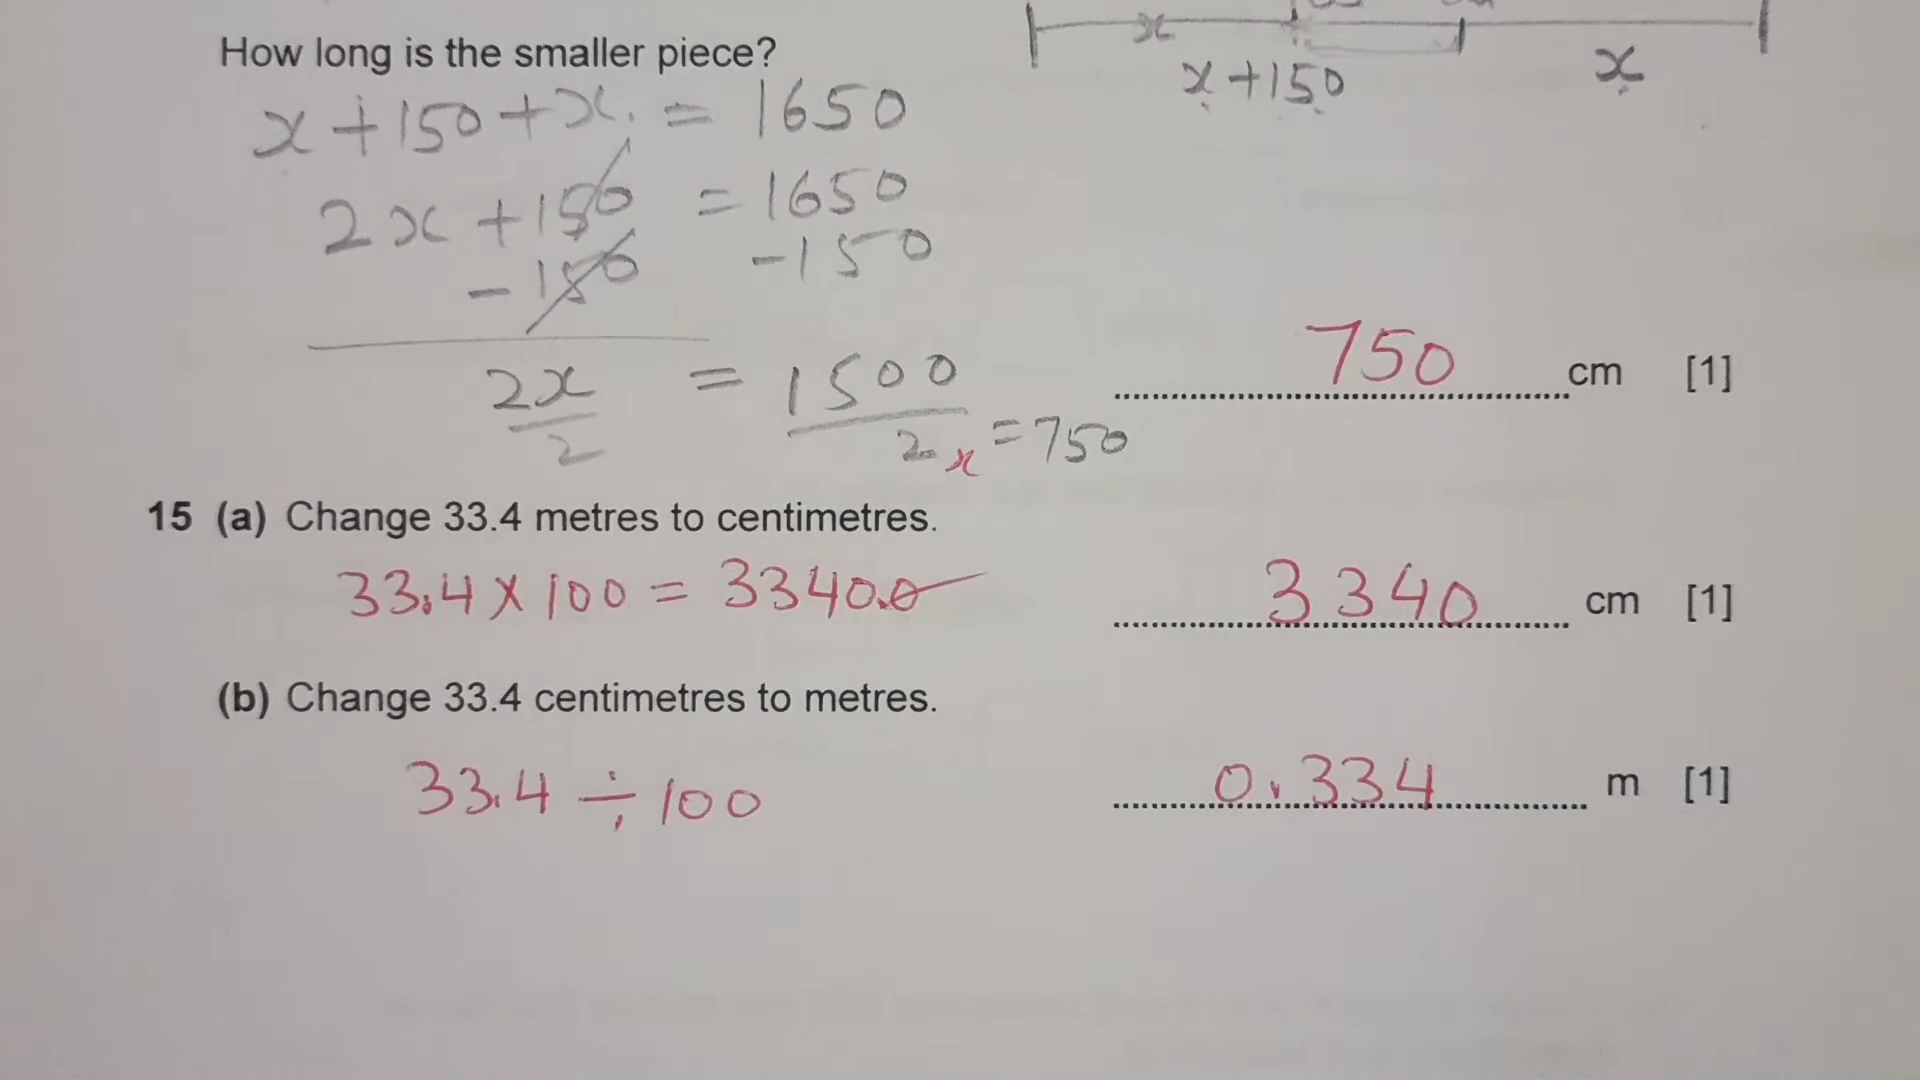 x
How long is the smaller piece?
x+150 x
x+150+x = 1650
2x+150 = 1650
-150 -150
2x = 1500
2 2 x = 750
750 cm [1]
15 (a) Change 33.4 metres to centimetres.
33.4 x 100 = 3340.0
3340 cm [1]
(b) Change 33.4 centimetres to metres.
33.4 ÷ 100
0.334 m [1]